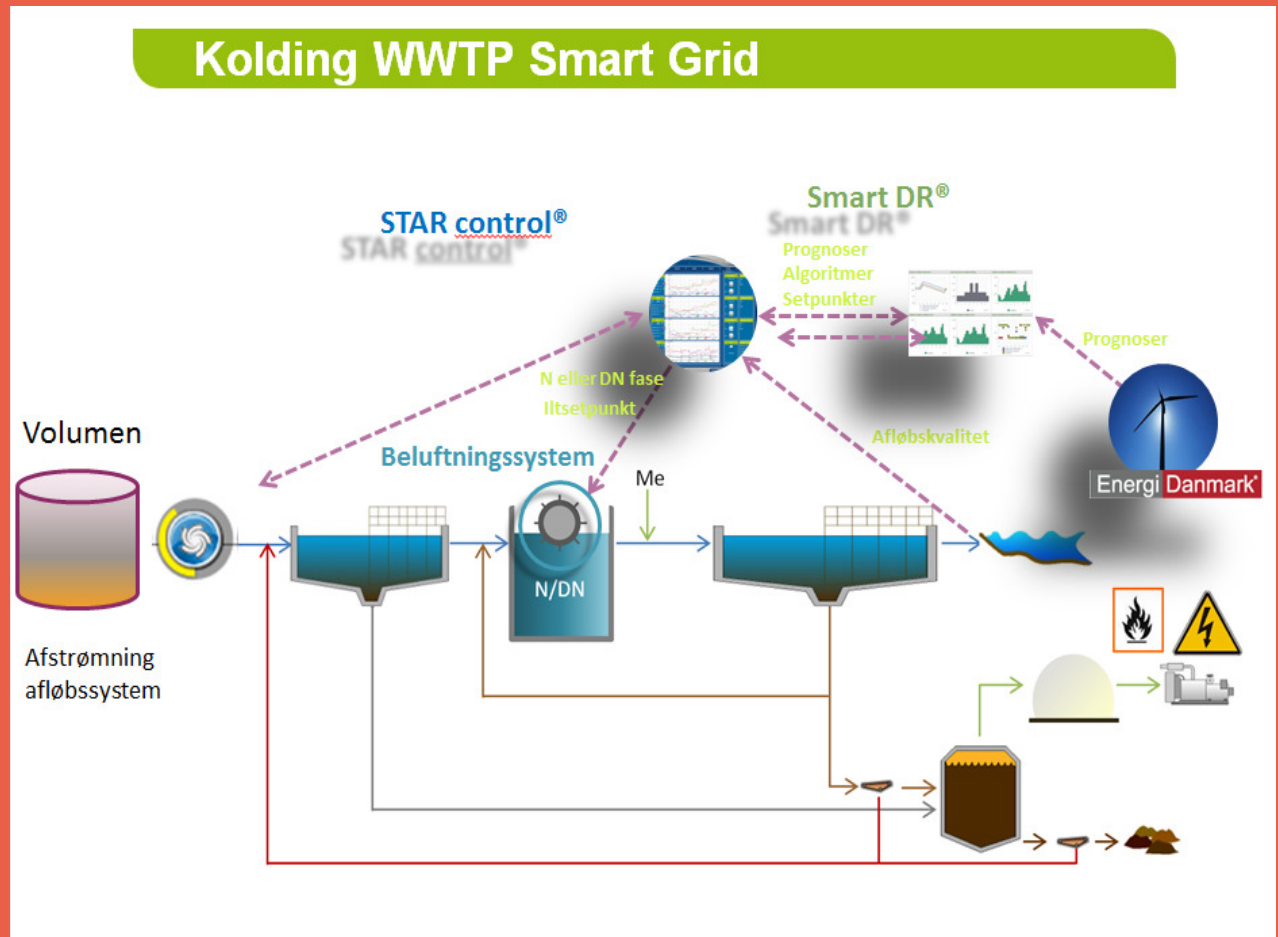 Kolding WWTP Smart Grid
STAR control®
Smart DR®
Prognoser
Algoritmer
Setpunkter
Prognoser
N eller DN fase
Iltsetpunkt
Afløbskvalitet
Volumen
Beluftningssystem
Me
Energi Danmark
N/DN
Afstrømning
afløbssystem